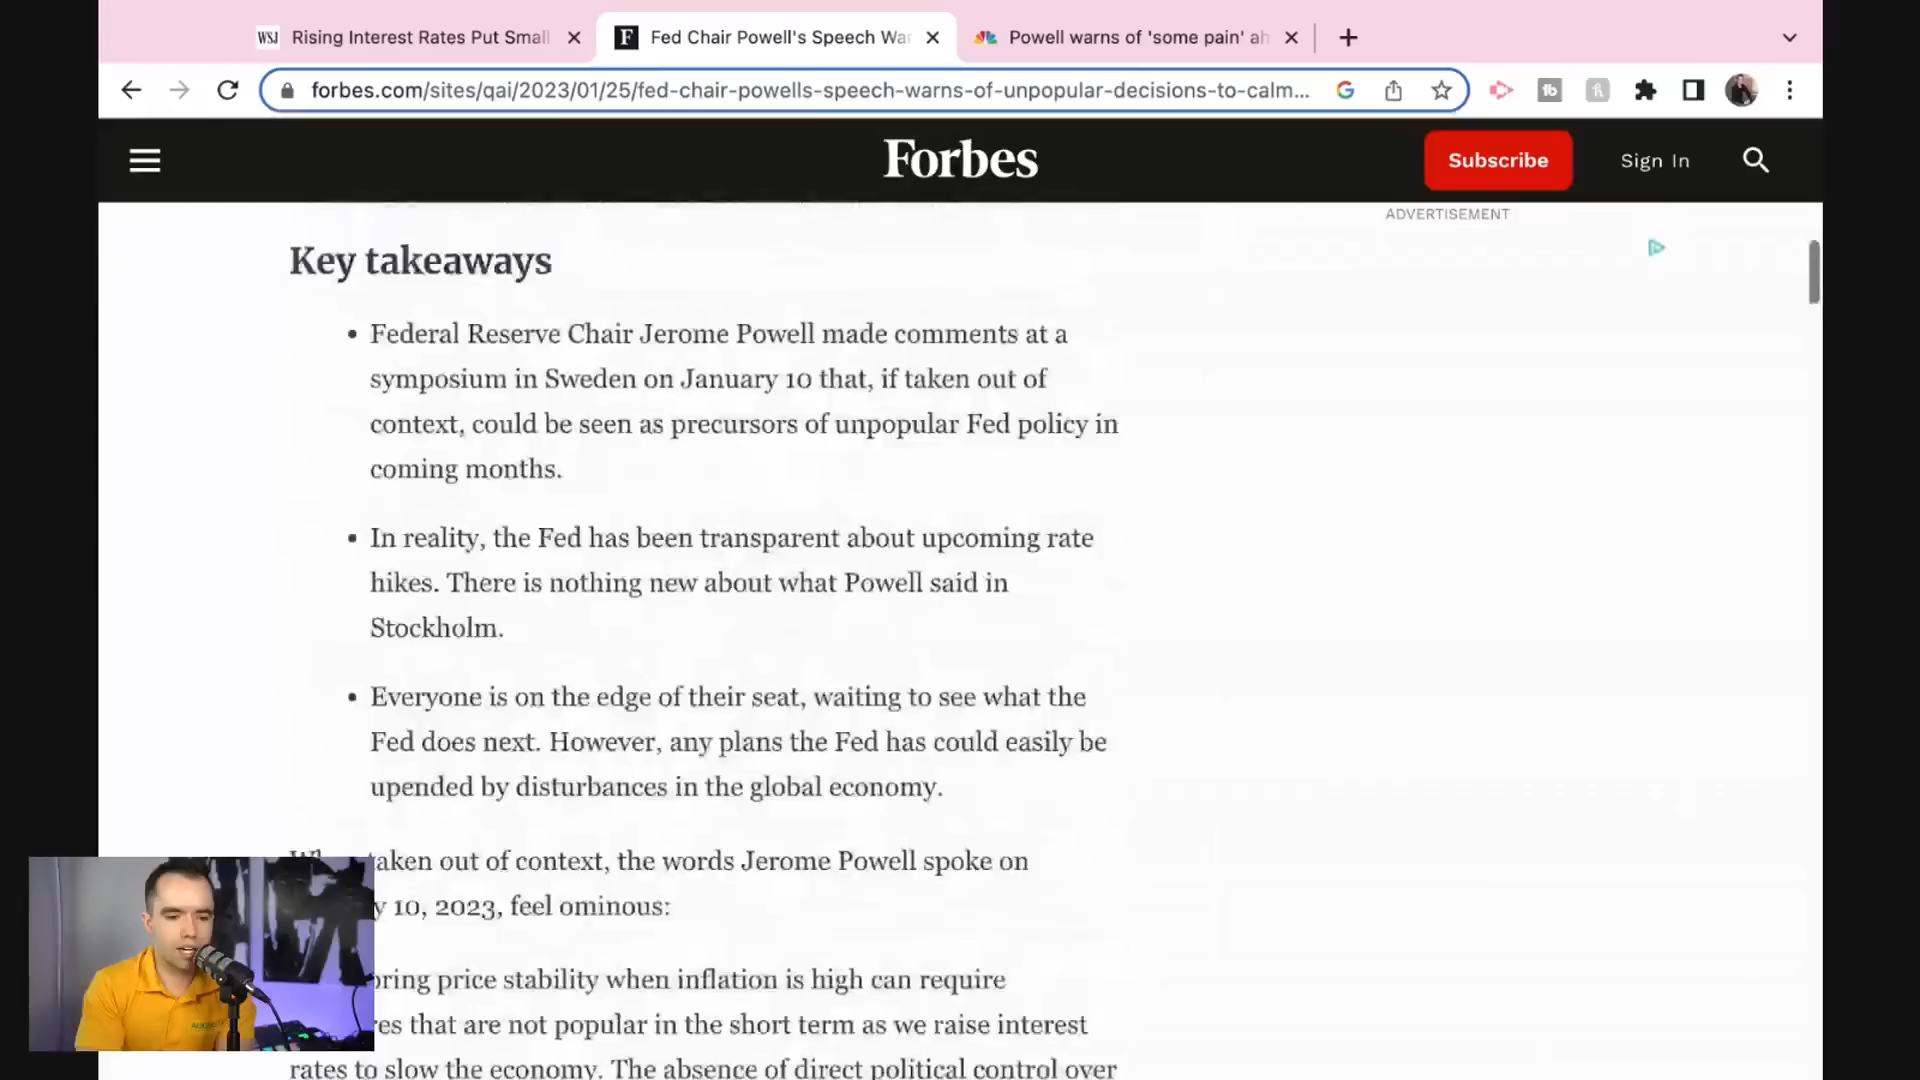 WSJ Rising Interest Rates Put Small
F Fed Chair Powell's Speech War
Powell warns of 'some pain' ah
forbes.com/sites/qai/2023/01/25/fed-chair-powells-speech-warns-of-unpopular-decisions-to-calm...
Forbes
Subscribe
Sign In
ADVERTISEMENT
Key takeaways
• Federal Reserve Chair Jerome Powell made comments at a
symposium in Sweden on January 10 that, if taken out of
context, could be seen as precursors of unpopular Fed policy in
coming months.
• In reality, the Fed has been transparent about upcoming rate
hikes. There is nothing new about what Powell said in
Stockholm.
• Everyone is on the edge of their seat, waiting to see what the
Fed does next. However, any plans the Fed has could easily be
upended by disturbances in the global economy.
taken out of context, the words Jerome Powell spoke on
y 10, 2023, feel ominous:
oring price stability when inflation is high can require
res that are not popular in the short term as we raise interest
rates to slow the economy. The absence of direct political control over